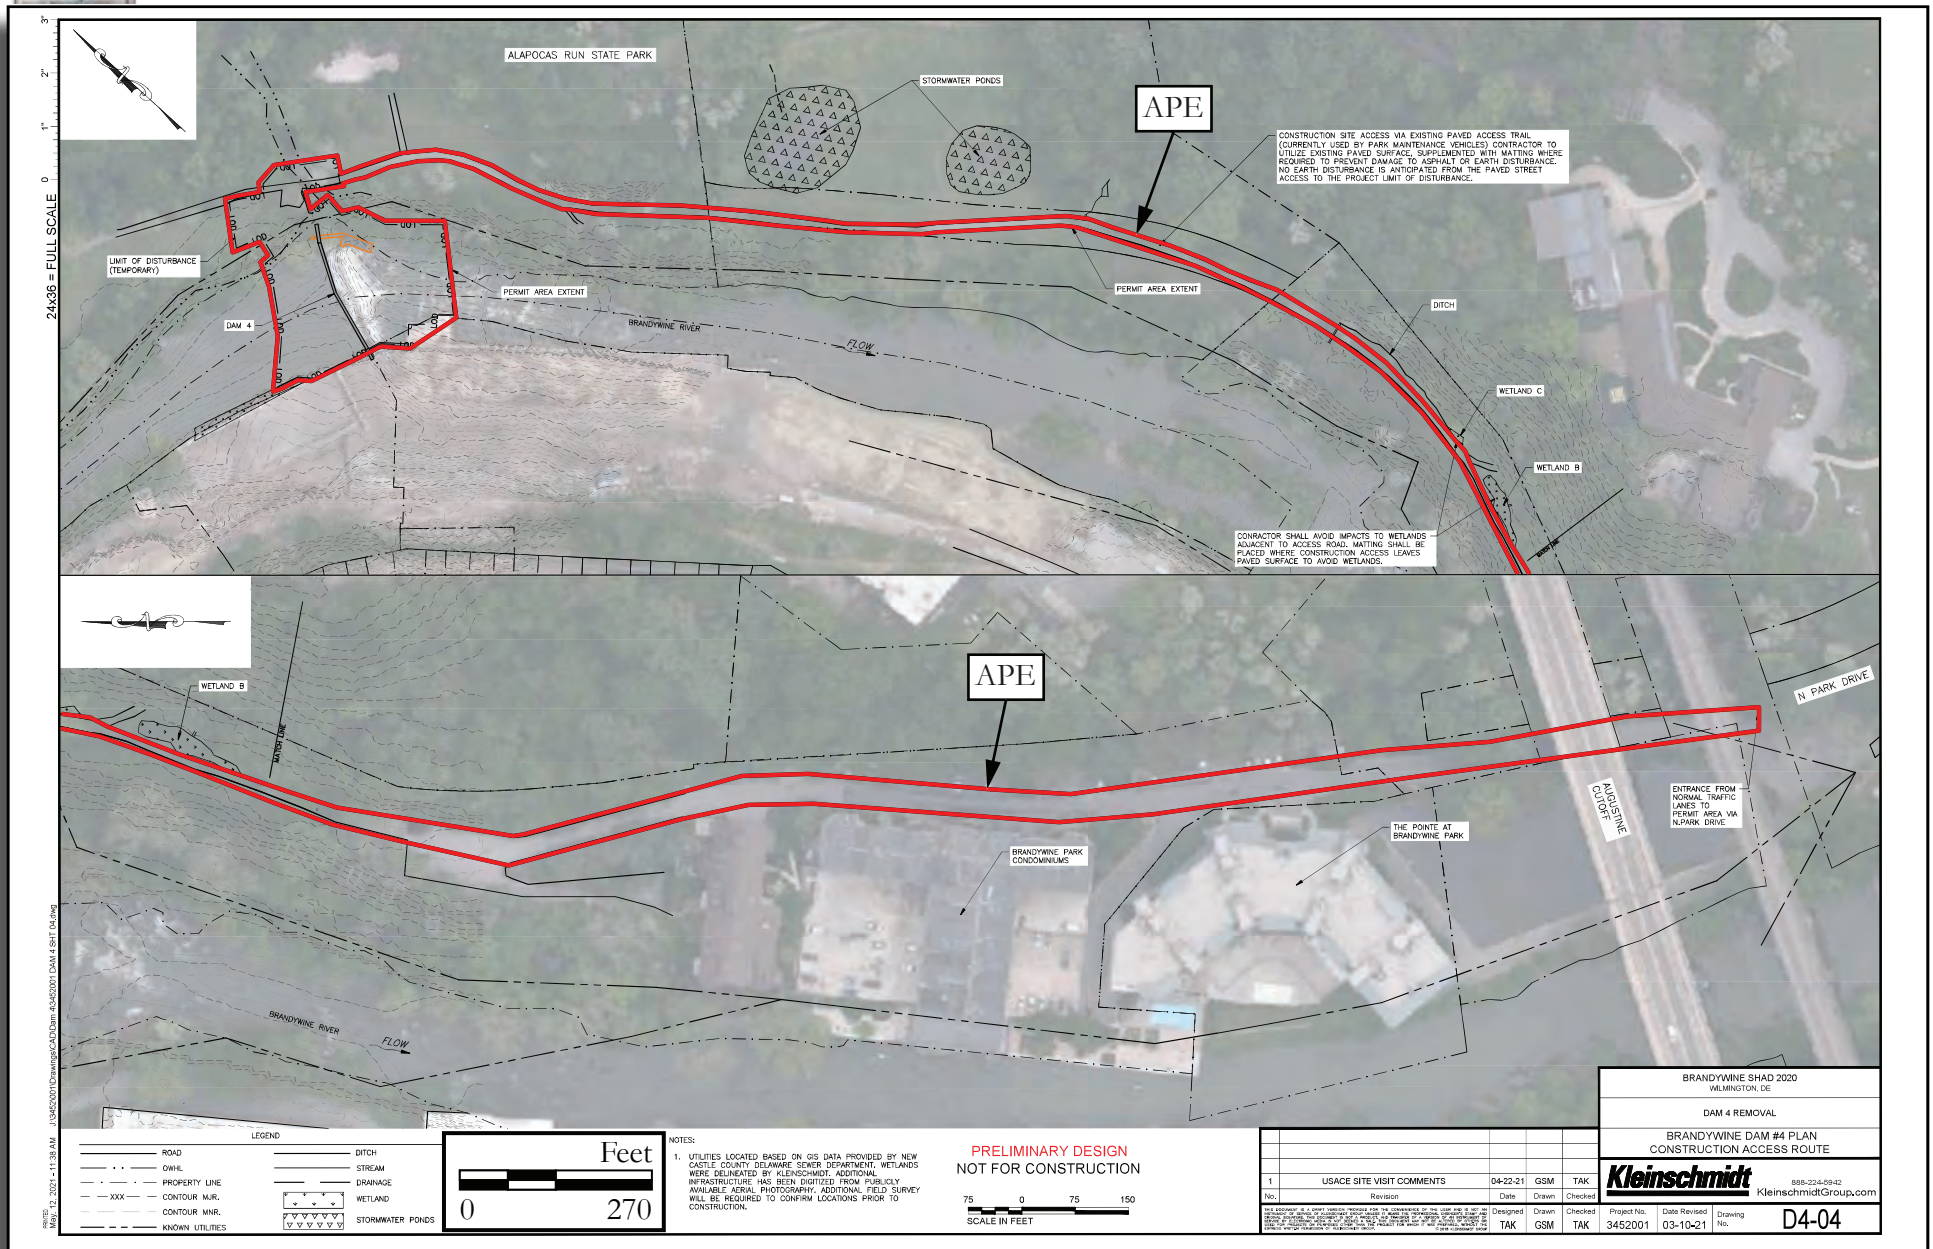 ALAPOCAS RUN STATE PARK
STORMWATER PONDS
APE
CONSTRUCTION SITE ACCESS VIA EXISTING PAVED ACCESS TRAIL
(CURRENTLY USED BY PARK MAINTENANCE VEHICLES) CONTRACTOR TO
UTILIZE EXISTING PAVED SURFACE, SUPPLEMENTED WITH MATTING WHERE
REQUIRED TO PREVENT DAMAGE TO ASPHALT OR EARTH DISTURBANCE.
NO EARTH DISTURBANCE IS ANTICIPATED FROM THE PAVED STREET
ACCESS TO THE PROJECT LIMIT OF DISTURBANCE.
3"
2"
1"
0
24x36 = FULL SCALE
LIMIT OF DISTURBANCE
(TEMPORARY)
DAM 4
PERMIT AREA EXTENT
BRANDYWINE RIVER
FLOW
PERMIT AREA EXTENT
DITCH
WETLAND C
WETLAND B
MATCH LINE
CONRACTOR SHALL AVOID IMPACTS TO WETLANDS
ADJACENT TO ACCESS ROAD. MATTING SHALL BE
PLACED WHERE CONSTRUCTION ACCESS LEAVES
PAVED SURFACE TO AVOID WETLANDS.
WETLAND B
MATCH LINE
APE
N PARK DRIVE
AUGUSTINE
CUTOFF
ENTRANCE FROM
NORMAL TRAFFIC
LANES TO
PERMIT AREA VIA
N.PARK DRIVE
THE POINTE AT
BRANDYWINE PARK
BRANDYWINE PARK
CONDOMINIUMS
BRANDYWINE RIVER
FLOW
LEGEND
ROAD
OWHL
PROPERTY LINE
XXX
CONTOUR MJR.
CONTOUR MNR.
KNOWN UTILITIES
DITCH
STREAM
DRAINAGE
WETLAND
STORMWATER PONDS
Feet
0 270
NOTES:
1. UTILITIES LOCATED BASED ON GIS DATA PROVIDED BY NEW
CASTLE COUNTY DELAWARE SEWER DEPARTMENT. WETLANDS
WERE DELINEATED BY KLEINSCHMIDT. ADDITIONAL
INFRASTRUCTURE HAS BEEN DIGITIZED FROM PUBLICLY
AVAILABLE AERIAL PHOTOGRAPHY. ADDITIONAL FIELD SURVEY
WILL BE REQUIRED TO CONFIRM LOCATIONS PRIOR TO
CONSTRUCTION.
PRELIMINARY DESIGN
NOT FOR CONSTRUCTION
75 0 75 150
SCALE IN FEET
1 USACE SITE VISIT COMMENTS 04-22-21 GSM TAK
No. Revision Date Drawn Checked
Designed Drawn Checked
TAK GSM TAK
Project No. Date Revised Drawing No.
3452001 03-10-21 D4-04
BRANDYWINE SHAD 2020
WILMINGTON, DE
DAM 4 REMOVAL
BRANDYWINE DAM #4 PLAN
CONSTRUCTION ACCESS ROUTE
Kleinschmidt
888-224-5942
KleinschmidtGroup.com